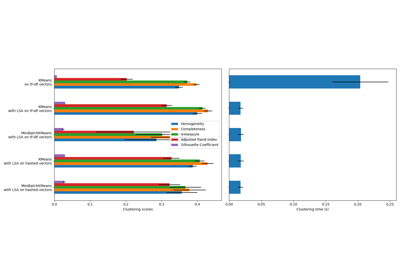 KMeans
on tf-idf vectors
KMeans
with LSA on tf-idf vectors
MiniBatchKMeans
with LSA on tf-idf vectors
KMeans
with LSA on hashed vectors
MiniBatchKMeans
with LSA on hashed vectors
Homogeneity
Completeness
V-measure
Adjusted Rand-Index
Silhouette Coefficient
0.0 0.1 0.2 0.3 0.4
Clustering scores
0.00 0.05 0.10 0.15 0.20 0.25
Clustering time (s)